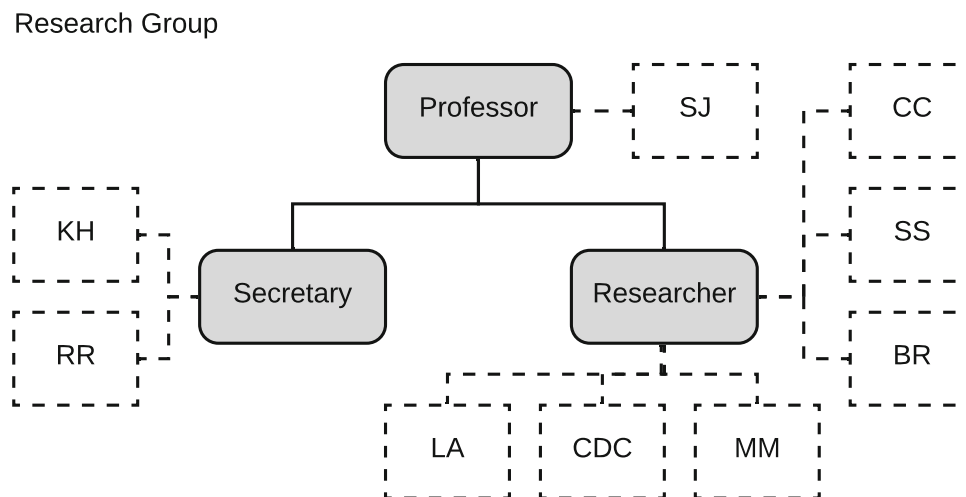 Research Group
Professor
SJ
CC
KH
SS
Secretary
Researcher
RR
BR
LA
CDC
MM